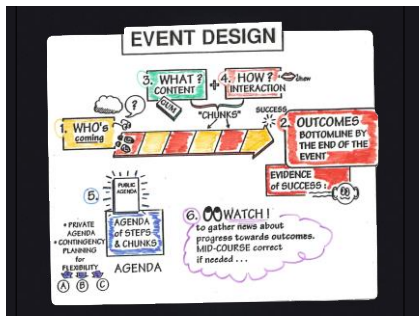 EVENT DESIGN
3. WHAT?
CONTENT
4. HOW?
INTERACTION
GUM
"CHUNKS"
SUCCESS
?
1. WHO'S
coming
2. OUTCOMES
BOTTOMLINE BY
THE END OF THE
EVENT
EVIDENCE
of SUCCESS:
5.
PUBLIC
AGENDA
AGENDA
of STEPS
& CHUNKS
AGENDA
• PRIVATE
AGENDA
• CONTINGENCY
PLANNING
for
FLEXIBILITY
A B C
6. WATCH!
to gather news about
progress towards outcomes.
MID-COURSE correct
if needed...